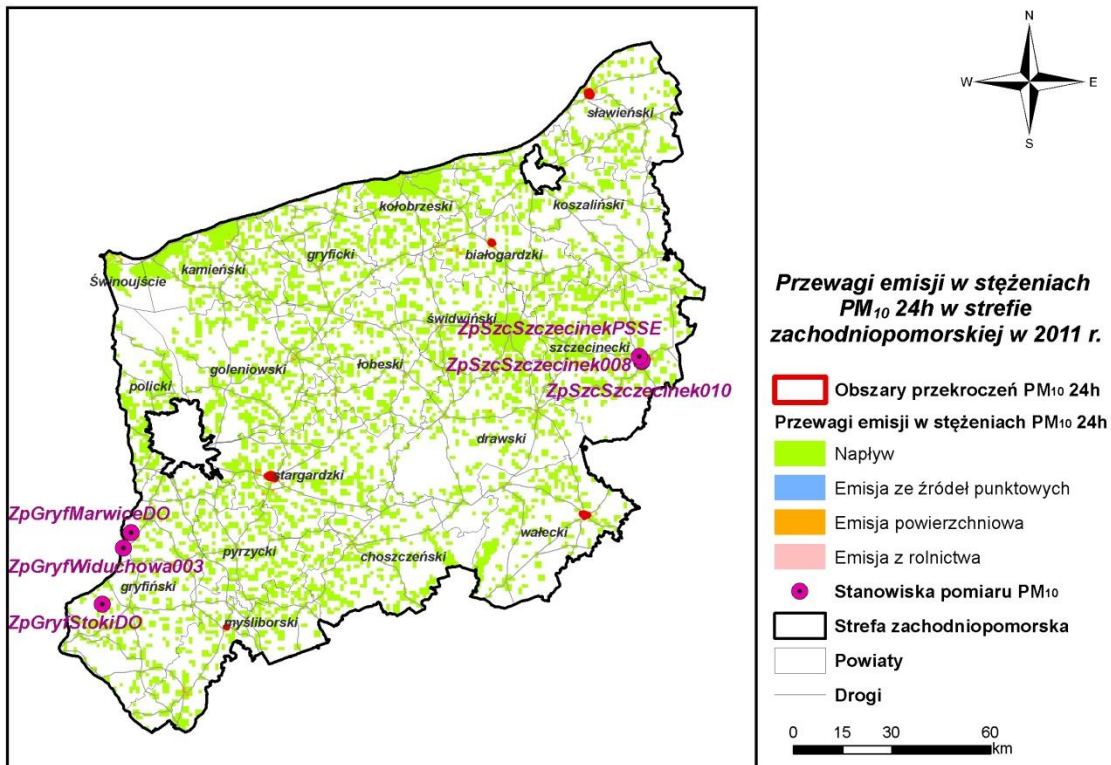 N
W E
S
sławieński
kołobrzeski
koszaliński
gryficki
białogardzki
kamieński
Świnoujście
świdwiński
ZpSzcSzczecinekPSSE
szczecinecki
ZpSzcSzczecinek008
łobeski
goleniowski
policki
ZpSzcSzczecinek010
drawski
stargardzki
ZpGryfMarwiceDO
wałecki
pyrzycki
choszczeński
ZpGryfWiduchowa003
gryfiński
ZpGryfStokiDO
myśliborski
Przewagi emisji w stężeniach
PM10 24h w strefie
zachodniopomorskiej w 2011 r.
Obszary przekroczeń PM10 24h
Przewagi emisji w stężeniach PM10 24h
Napływ
Emisja ze źródeł punktowych
Emisja powierzchniowa
Emisja z rolnictwa
Stanowiska pomiaru PM10
Strefa zachodniopomorska
Powiaty
Drogi
0 15 30 60
km